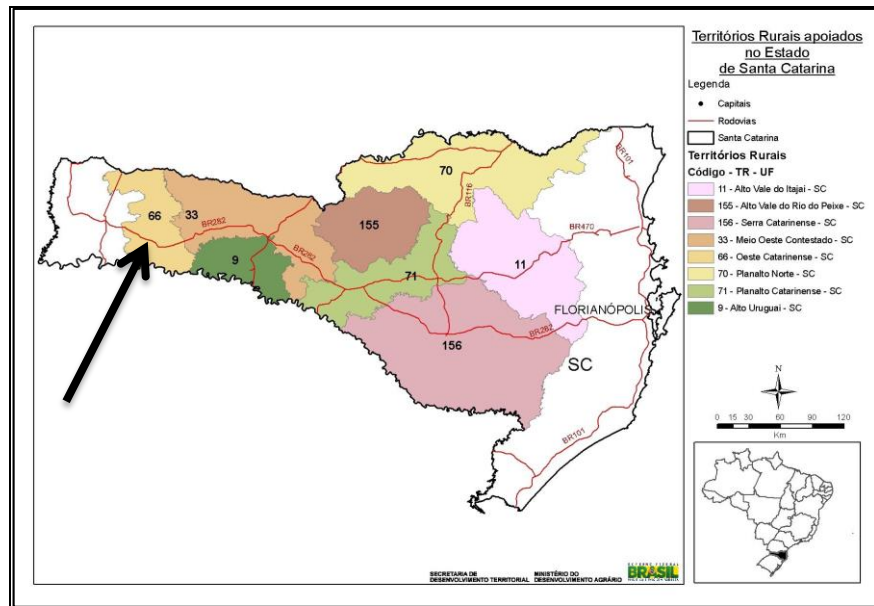 Territórios Rurais apoiados
no Estado
de Santa Catarina
Legenda
Capitais
Rodovias
Santa Catarina
Territórios Rurais
Código - TR - UF
11 - Alto Vale do Itajaí - SC
155 - Alto Vale do Rio do Peixe - SC
156 - Serra Catarinense - SC
33 - Meio Oeste Contestado - SC
66 - Oeste Catarinense - SC
70 - Planalto Norte - SC
71 - Planalto Catarinense - SC
9 - Alto Uruguai - SC
70
BR116
BR101
66
33
BR282
155
BR470
9
BR282
71
11
FLORIANÓPOLIS
156
BR282
SC
BR101
N
0 15 30 60 90 120
Km
SECRETARIA DE
DESENVOLVIMENTO TERRITORIAL
MINISTÉRIO DO
DESENVOLVIMENTO AGRÁRIO
BRASIL